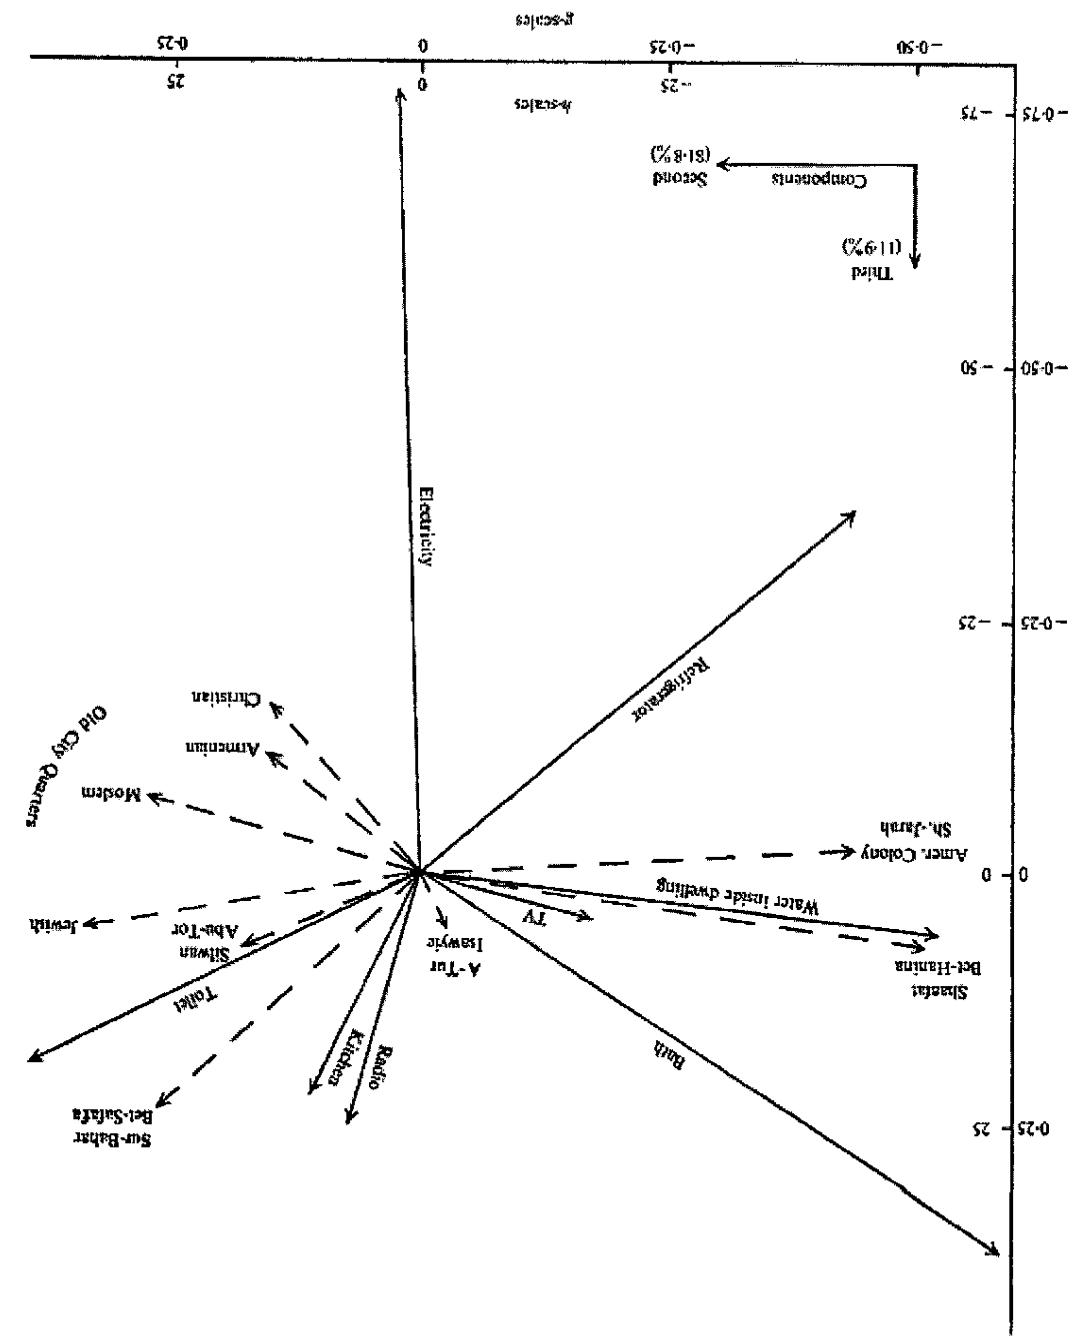 0·25 25
Sur-Bahar
Bet-Safafa
Bath
Radio
Kitchen
Toilet
Shaafat
Bet-Hanina
A-Tur
Isawyie
Silwan
Abu-Tor
Jewish
TV
Water inside dwelling
0 0
Amer. Colony
Sh. Jarah
Moslem
Armenian
Christian
Old City Quarters
Refrigerator
−0·25 −25
Electricity
−0·50 −50
Third
(11·9%)
Components
Second
(81·8%)
−0·75 −75
h-scales
−25 0 25
−0·50 −0·25 0 0·25
g-scales